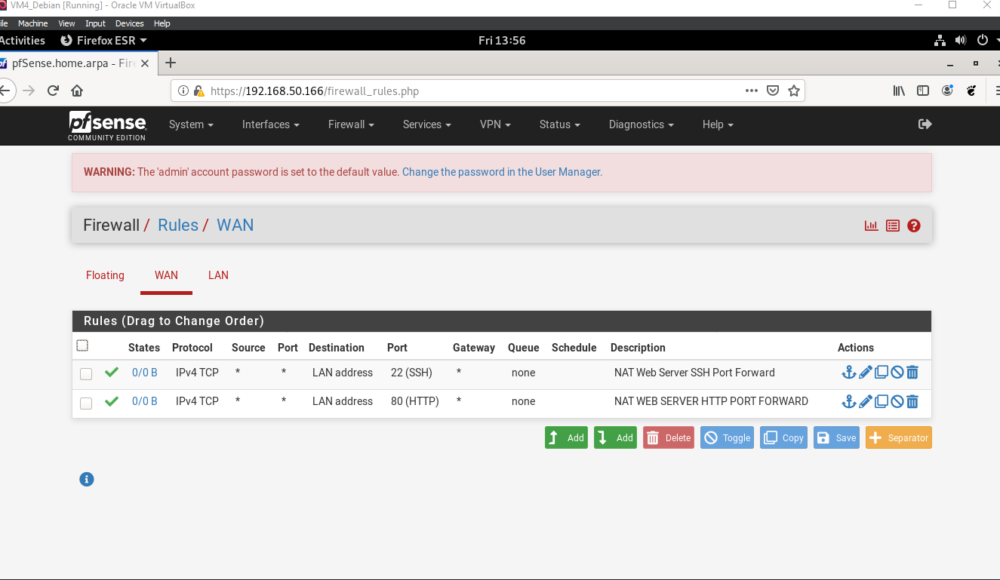 VM4_Debian [Running] - Oracle VM VirtualBox
ile Machine View Input Devices Help
Activities Firefox ESR Fri 13:56
pfSense.home.arpa - Fire
https://192.168.50.166/firewall_rules.php
pfsense System Interfaces Firewall Services VPN Status Diagnostics Help
COMMUNITY EDITION
WARNING: The 'admin' account password is set to the default value. Change the password in the User Manager.
Firewall / Rules / WAN
Floating WAN LAN
Rules (Drag to Change Order)
States Protocol Source Port Destination Port Gateway Queue Schedule Description Actions
0/0 B IPv4 TCP * * LAN address 22 (SSH) * none NAT Web Server SSH Port Forward
0/0 B IPv4 TCP * * LAN address 80 (HTTP) * none NAT WEB SERVER HTTP PORT FORWARD
Add Add Delete Toggle Copy Save Separator